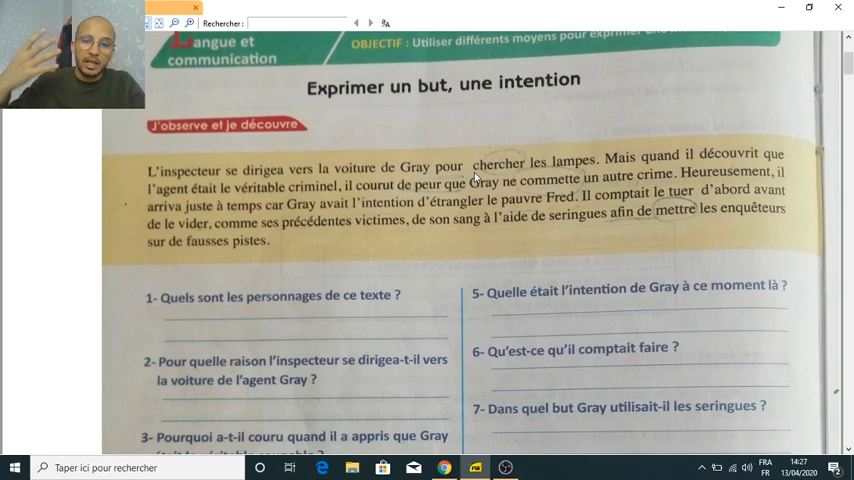 Rechercher :
Langue et
communication
OBJECTIF : Utiliser différents moyens pour exprimer une
Exprimer un but, une intention
J'observe et je découvre
L'inspecteur se dirigea vers la voiture de Gray pour chercher les lampes. Mais quand il découvrit que
l'agent était le véritable criminel, il courut de peur que Gray ne commette un autre crime. Heureusement, il
arriva juste à temps car Gray avait l'intention d'étrangler le pauvre Fred. Il comptait le tuer d'abord avant
de le vider, comme ses précédentes victimes, de son sang à l'aide de seringues afin de mettre les enquêteurs
sur de fausses pistes.
1- Quels sont les personnages de ce texte ?
2- Pour quelle raison l'inspecteur se dirigea-t-il vers
la voiture de l'agent Gray ?
3- Pourquoi a-t-il couru quand il a appris que Gray
5- Quelle était l'intention de Gray à ce moment là ?
6- Qu'est-ce qu'il comptait faire ?
7- Dans quel but Gray utilisait-il les seringues ?
Taper ici pour rechercher
FRA
FR
14:27
13/04/2020
2